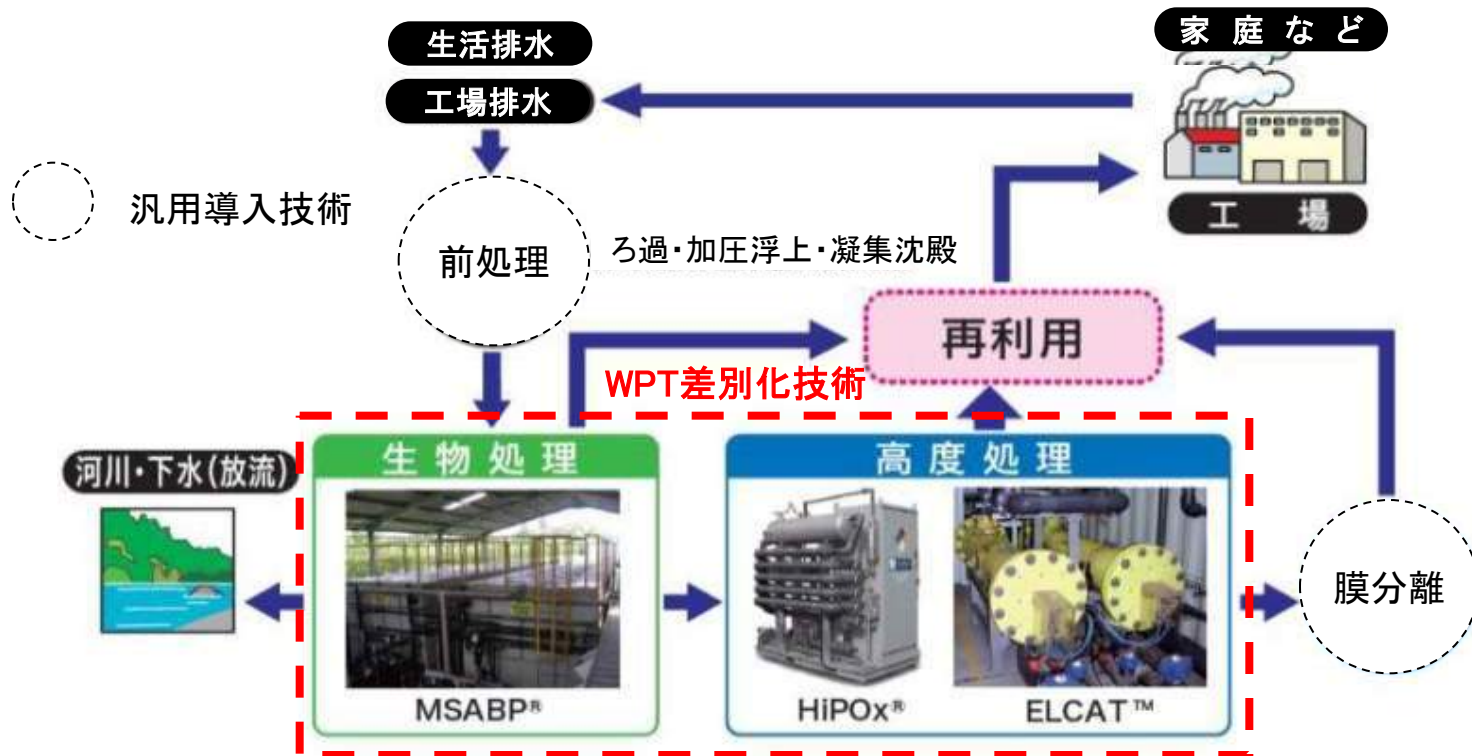 生活排水
工場排水
家庭など
工場
汎用導入技術
前処理
ろ過・加圧浮上・凝集沈殿
再利用
WPT差別化技術
河川・下水(放流)
生物処理
高度処理
膜分離
MSABP®
HiPOx®
ELCAT™